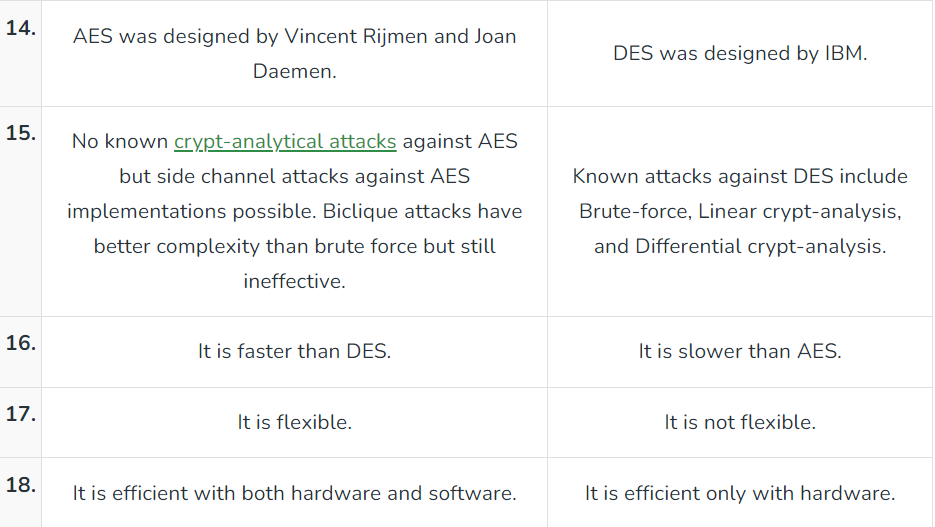 14.
AES was designed by Vincent Rijmen and Joan
Daemen.
DES was designed by IBM.
15.
No known crypt-analytical attacks against AES
but side channel attacks against AES
implementations possible. Biclique attacks have
better complexity than brute force but still
ineffective.
Known attacks against DES include
Brute-force, Linear crypt-analysis,
and Differential crypt-analysis.
16.
It is faster than DES.
It is slower than AES.
17.
It is flexible.
It is not flexible.
18.
It is efficient with both hardware and software.
It is efficient only with hardware.